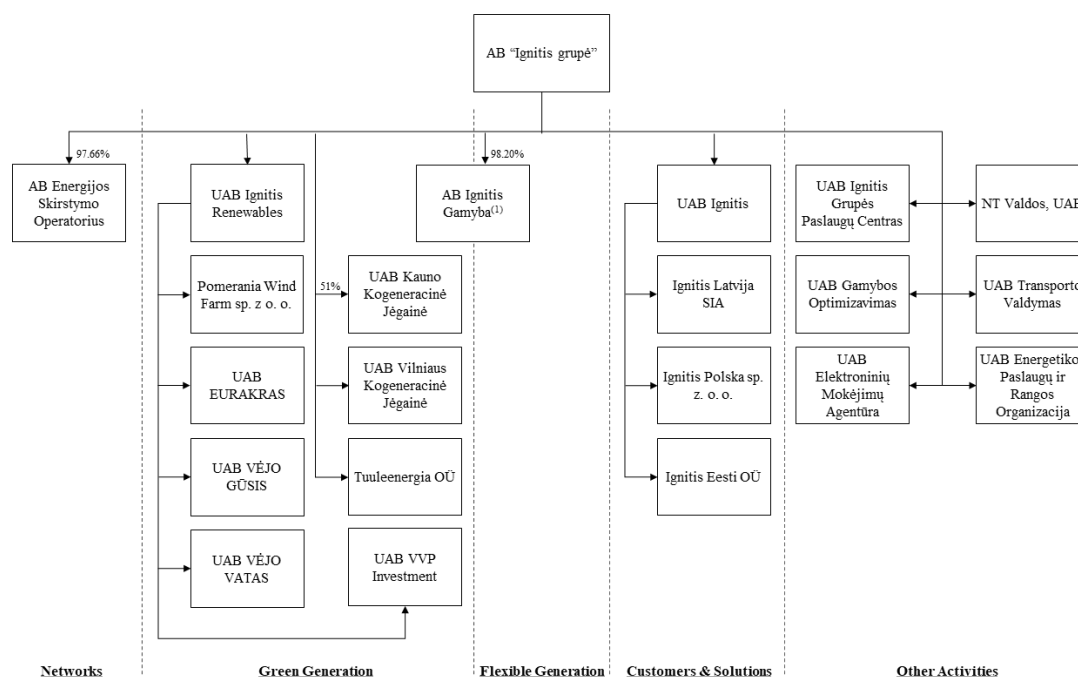 AB “Ignitis grupė”
97.66%
98.20%
AB Energijos
Skirstymo
Operatorius
UAB Ignitis
Renewables
AB Ignitis
Gamyba(1)
UAB Ignitis
UAB Ignitis
Grupės
Paslaugų Centras
NT Valdos, UAB
Pomerania Wind
Farm sp. z o. o.
51%
UAB Kauno
Kogeneracinė
Jėgainė
Ignitis Latvija
SIA
UAB Gamybos
Optimizavimas
UAB Transporto
Valdymas
UAB
EURAKRAS
UAB Vilniaus
Kogeneracinė
Jėgainė
Ignitis Polska sp.
z. o. o.
UAB
Elektroninių
Mokėjimų
Agentūra
UAB Energetikos
Paslaugų ir
Rangos
Organizacija
UAB VĖJO
GŪSIS
Tuuleenergia OÜ
Ignitis Eesti OÜ
UAB VĖJO
VATAS
UAB VVP
Investment
Networks
Green Generation
Flexible Generation
Customers & Solutions
Other Activities